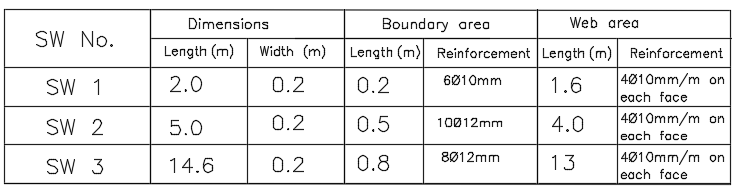 SW No. Dimensions Boundary area Web area
Length (m) Width (m) Length (m) Reinforcement Length (m) Reinforcement
SW 1 2.0 0.2 0.2 6Ø10mm 1.6 4Ø10mm/m on
each face
SW 2 5.0 0.2 0.5 10Ø12mm 4.0 4Ø10mm/m on
each face
SW 3 14.6 0.2 0.8 8Ø12mm 13 4Ø10mm/m on
each face